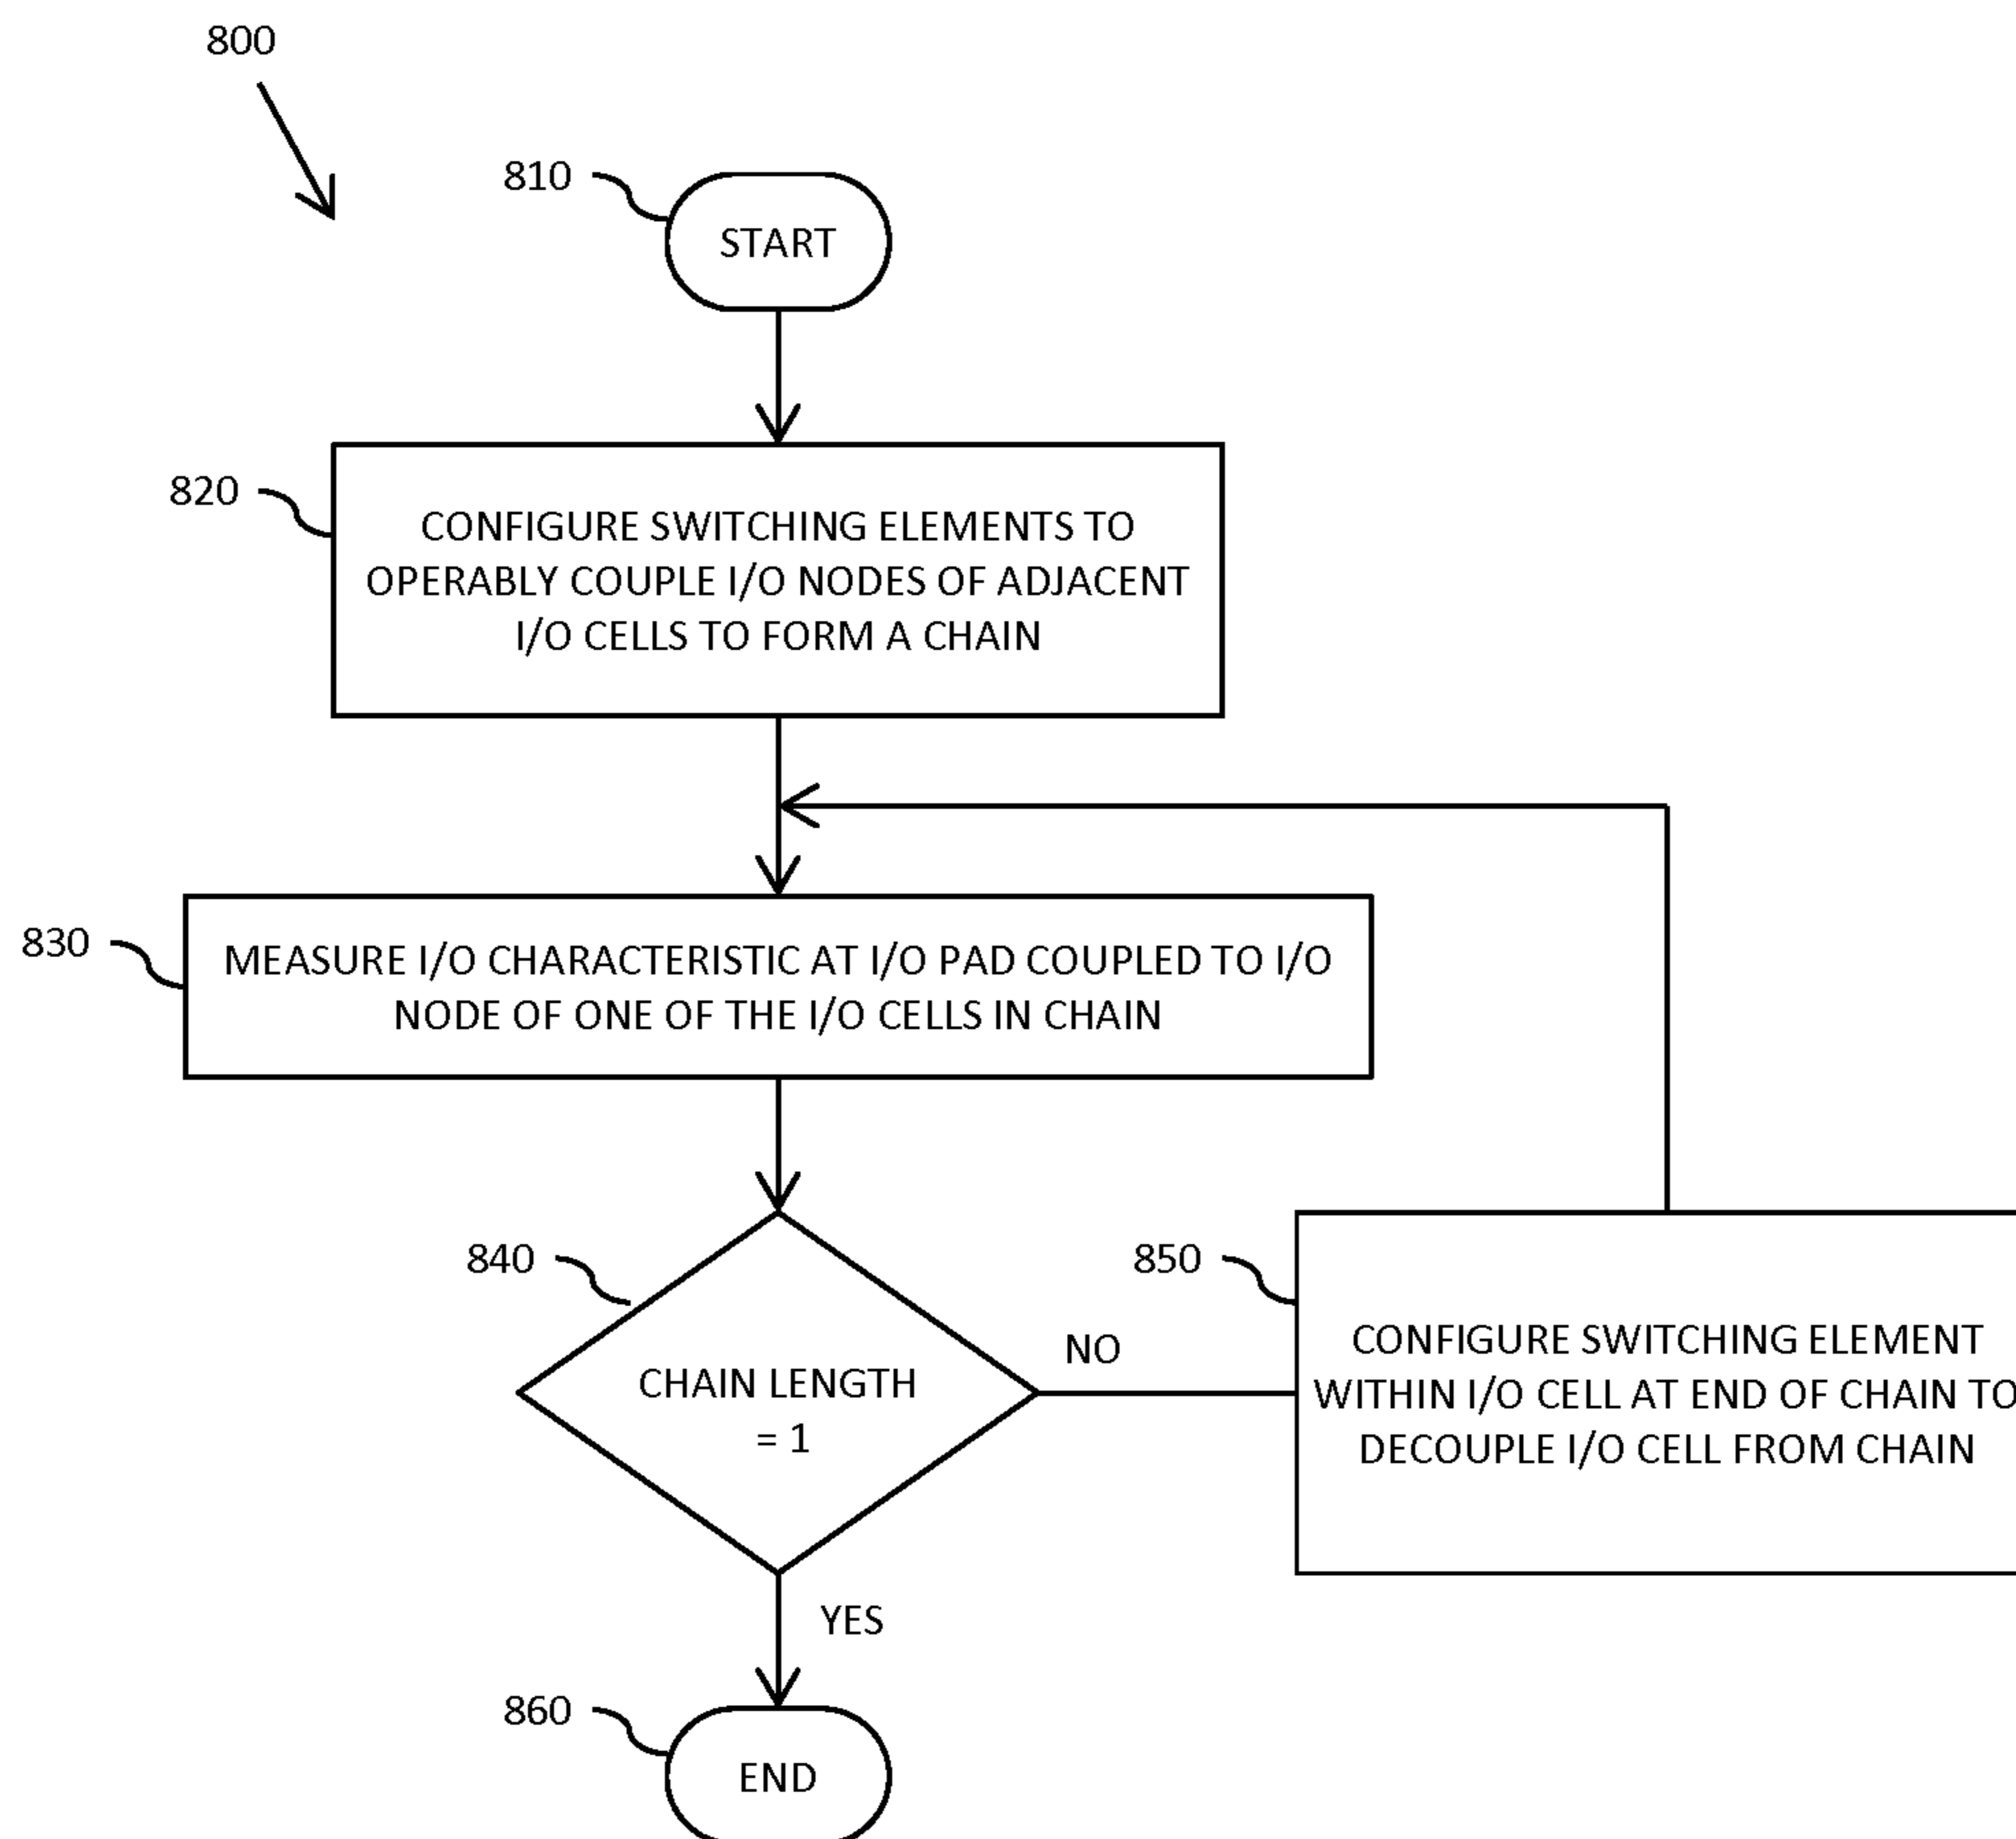 800
810
START
820
CONFIGURE SWITCHING ELEMENTS TO
OPERABLY COUPLE I/O NODES OF ADJACENT
I/O CELLS TO FORM A CHAIN
830
MEASURE I/O CHARACTERISTIC AT I/O PAD COUPLED TO I/O
NODE OF ONE OF THE I/O CELLS IN CHAIN
840
CHAIN LENGTH
= 1
NO
850
CONFIGURE SWITCHING ELEMENT
WITHIN I/O CELL AT END OF CHAIN TO
DECOUPLE I/O CELL FROM CHAIN
YES
860
END